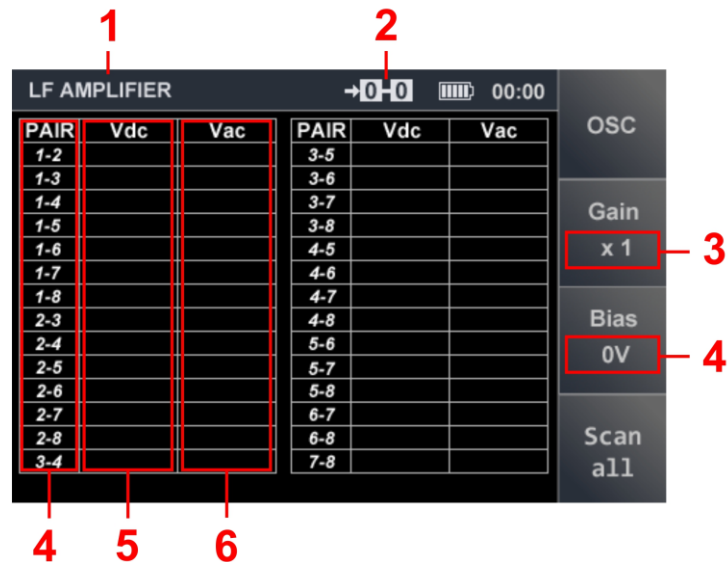 1 2
LF AMPLIFIER →0-0 00:00
PAIR Vdc Vac PAIR Vdc Vac
1-2 3-5
1-3 3-6
1-4 3-7
1-5 3-8
1-6 4-5
1-7 4-6
1-8 4-7
2-3 4-8
2-4 5-6
2-5 5-7
2-6 5-8
2-7 6-7
2-8 6-8
3-4 7-8
OSC
Gain
x 1 3
Bias
0V 4
Scan
all
4 5 6